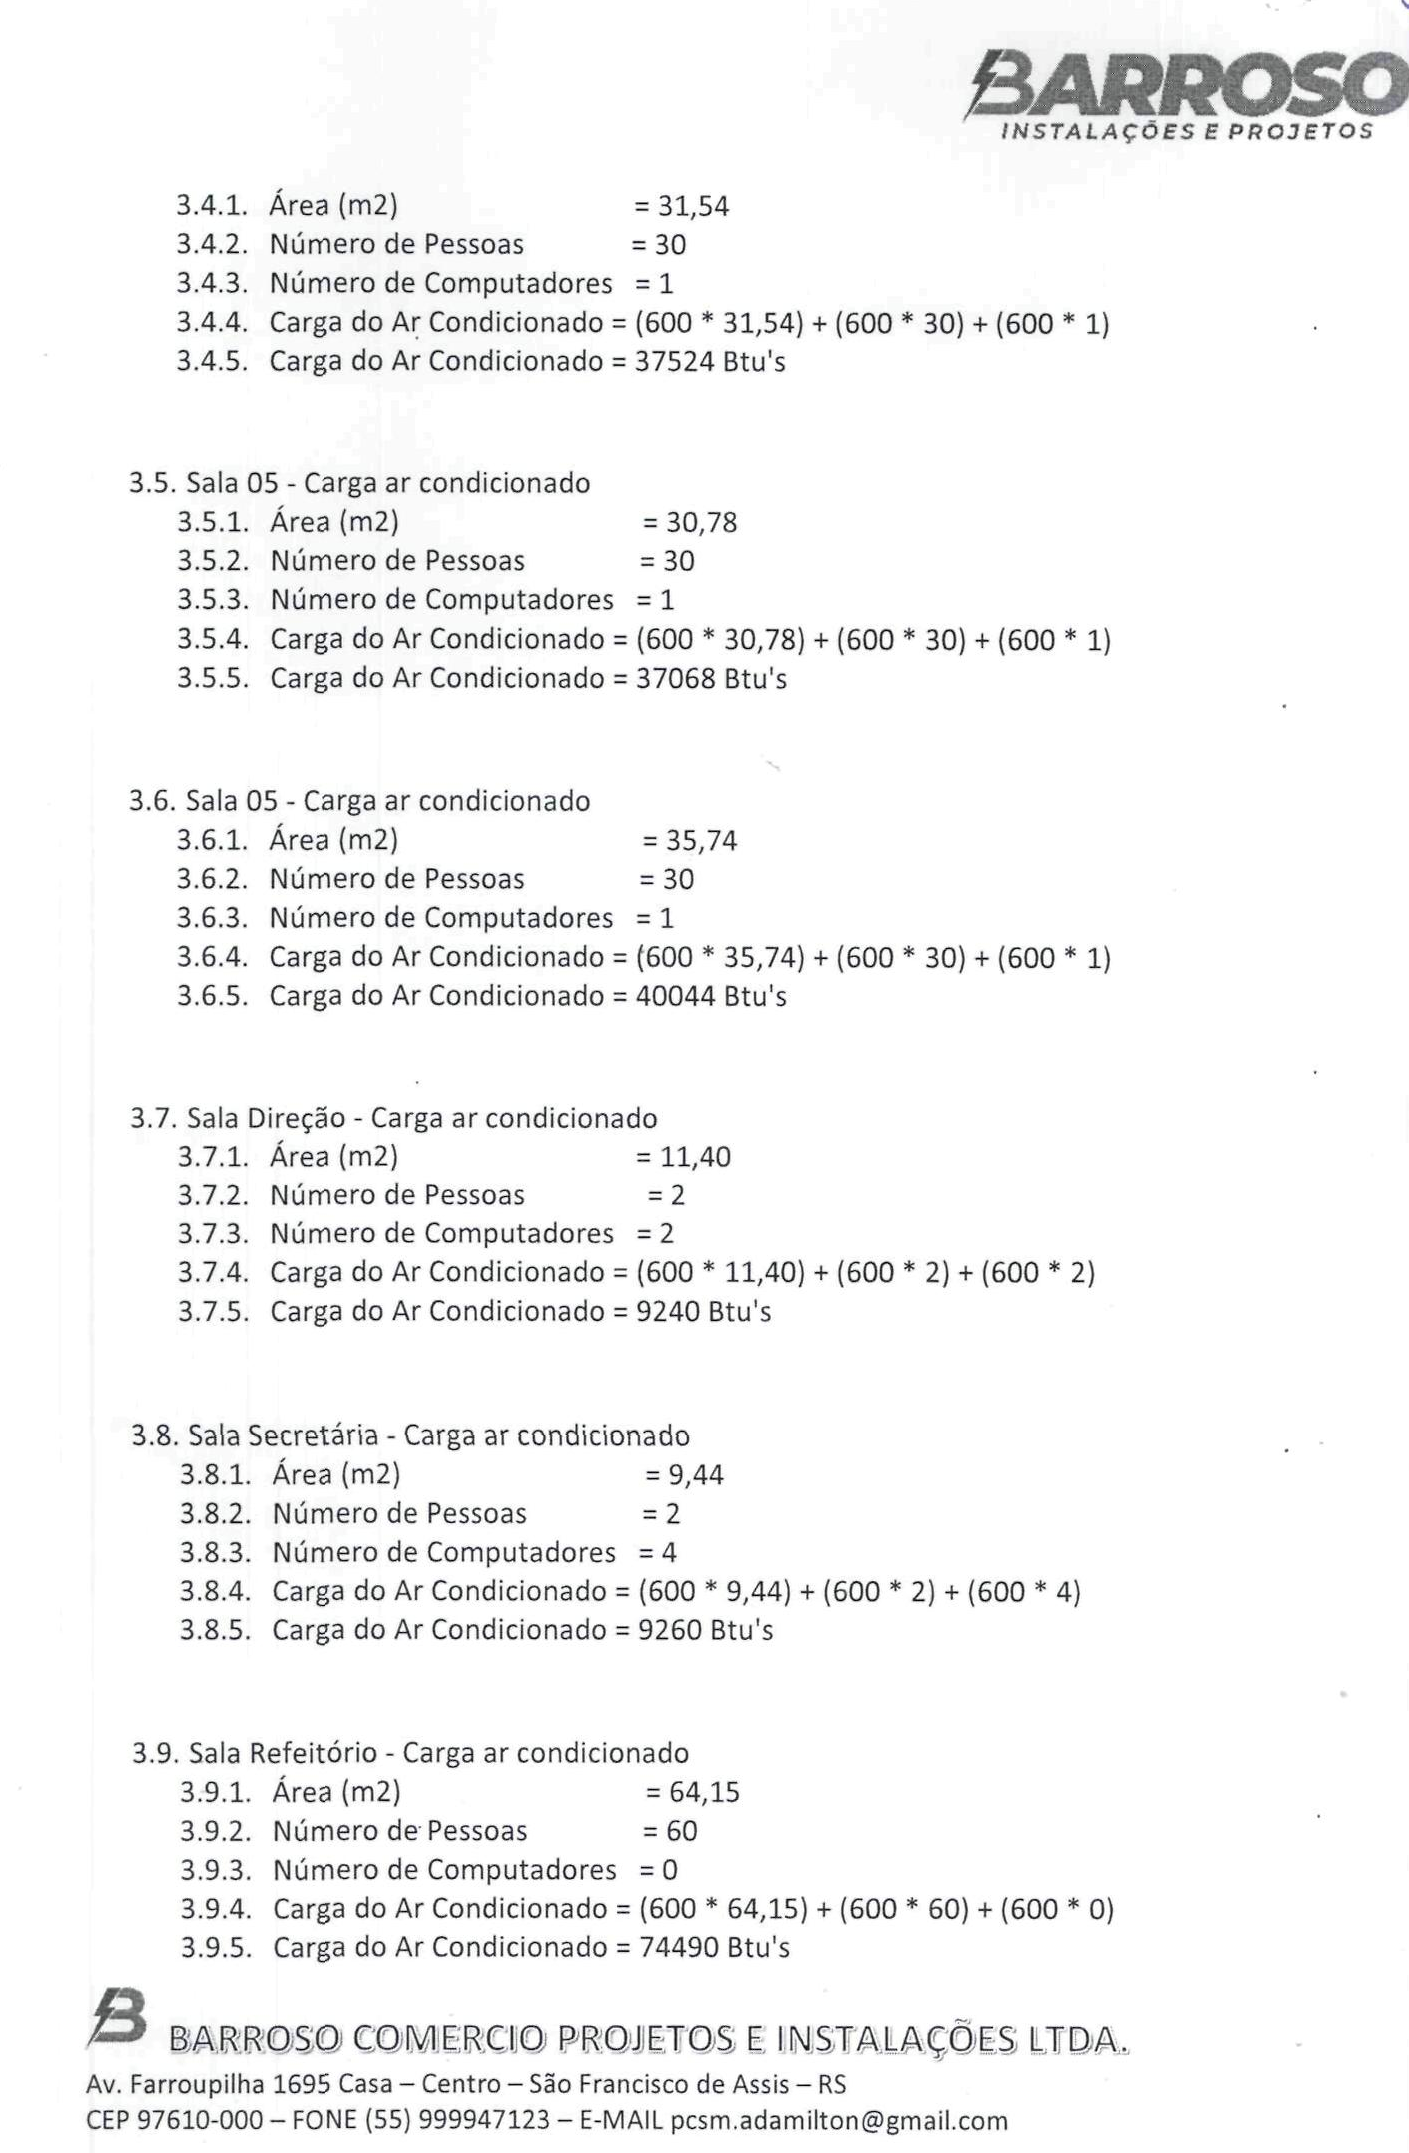 BARROSO
INSTALAÇÕES E PROJETOS
3.4.1. Área (m2) = 31,54
3.4.2. Número de Pessoas = 30
3.4.3. Número de Computadores = 1
3.4.4. Carga do Ar Condicionado = (600 * 31,54) + (600 * 30) + (600 * 1)
3.4.5. Carga do Ar Condicionado = 37524 Btu's
3.5. Sala 05 - Carga ar condicionado
3.5.1. Área (m2) = 30,78
3.5.2. Número de Pessoas = 30
3.5.3. Número de Computadores = 1
3.5.4. Carga do Ar Condicionado = (600 * 30,78) + (600 * 30) + (600 * 1)
3.5.5. Carga do Ar Condicionado = 37068 Btu's
3.6. Sala 05 - Carga ar condicionado
3.6.1. Área (m2) = 35,74
3.6.2. Número de Pessoas = 30
3.6.3. Número de Computadores = 1
3.6.4. Carga do Ar Condicionado = (600 * 35,74) + (600 * 30) + (600 * 1)
3.6.5. Carga do Ar Condicionado = 40044 Btu's
3.7. Sala Direção - Carga ar condicionado
3.7.1. Área (m2) = 11,40
3.7.2. Número de Pessoas = 2
3.7.3. Número de Computadores = 2
3.7.4. Carga do Ar Condicionado = (600 * 11,40) + (600 * 2) + (600 * 2)
3.7.5. Carga do Ar Condicionado = 9240 Btu's
3.8. Sala Secretária - Carga ar condicionado
3.8.1. Área (m2) = 9,44
3.8.2. Número de Pessoas = 2
3.8.3. Número de Computadores = 4
3.8.4. Carga do Ar Condicionado = (600 * 9,44) + (600 * 2) + (600 * 4)
3.8.5. Carga do Ar Condicionado = 9260 Btu's
3.9. Sala Refeitório - Carga ar condicionado
3.9.1. Área (m2) = 64,15
3.9.2. Número de Pessoas = 60
3.9.3. Número de Computadores = 0
3.9.4. Carga do Ar Condicionado = (600 * 64,15) + (600 * 60) + (600 * 0)
3.9.5. Carga do Ar Condicionado = 74490 Btu's
B BARROSO COMERCIO PROJETOS E INSTALAÇÕES LTDA.
Av. Farroupilha 1695 Casa – Centro – São Francisco de Assis – RS
CEP 97610-000 – FONE (55) 999947123 – E-MAIL pcsm.adamilton@gmail.com